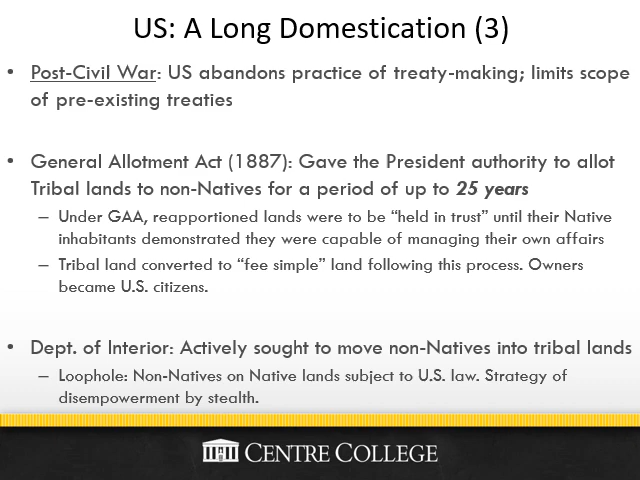 US: A Long Domestication (3)
• Post-Civil War: US abandons practice of treaty-making; limits scope
of pre-existing treaties
• General Allotment Act (1887): Gave the President authority to allot
Tribal lands to non-Natives for a period of up to 25 years
– Under GAA, reapportioned lands were to be “held in trust” until their Native
inhabitants demonstrated they were capable of managing their own affairs
– Tribal land converted to “fee simple” land following this process. Owners
became U.S. citizens.
• Dept. of Interior: Actively sought to move non-Natives into tribal lands
– Loophole: Non-Natives on Native lands subject to U.S. law. Strategy of
disempowerment by stealth.
CENTRE COLLEGE